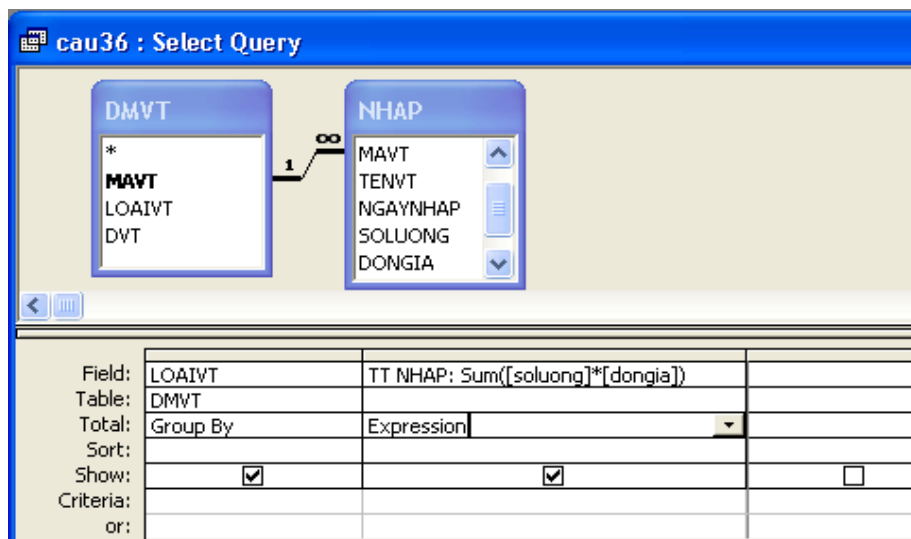 cau36 : Select Query
DMVT
*
MAVT
LOAIVT
DVT
1
∞
NHAP
MAVT
TENVT
NGAYNHAP
SOLUONG
DONGIA
Field: LOAIVT TT NHAP: Sum([soluong]*[dongia])
Table: DMVT
Total: Group By Expression
Sort:
Show:
Criteria:
or: